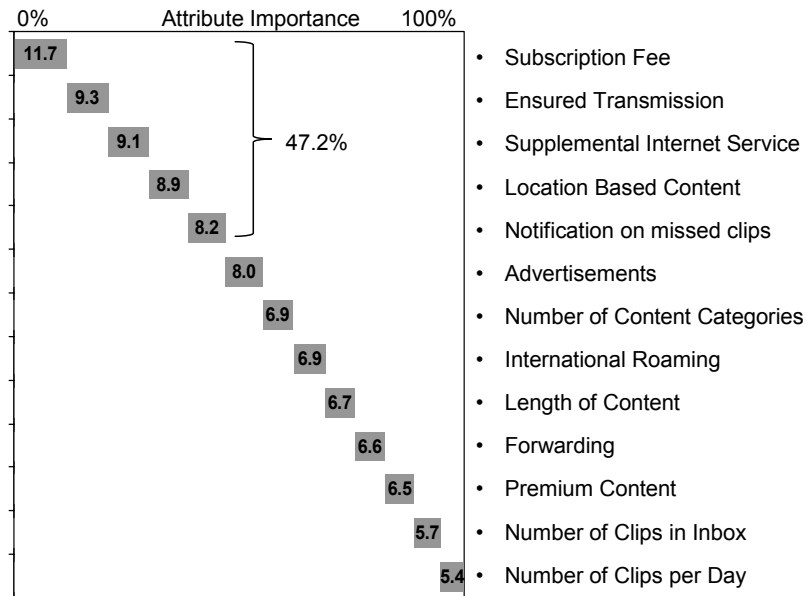 0% Attribute Importance 100%
11.7 • Subscription Fee
9.3 • Ensured Transmission
9.1 47.2% • Supplemental Internet Service
8.9 • Location Based Content
8.2 • Notification on missed clips
8.0 • Advertisements
6.9 • Number of Content Categories
6.9 • International Roaming
6.7 • Length of Content
6.6 • Forwarding
6.5 • Premium Content
5.7 • Number of Clips in Inbox
5.4 • Number of Clips per Day